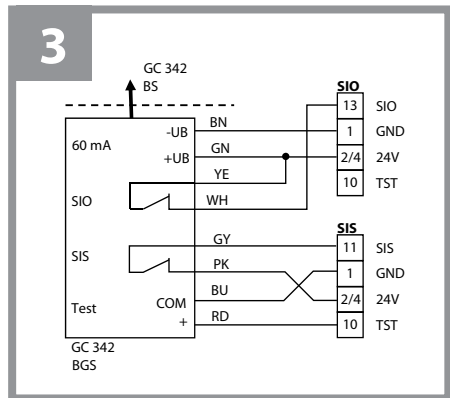 3
GC 342
BS
60 mA
-UB
+UB
SIO
SIS
Test
COM
+
GC 342
BGS
BN
GN
YE
WH
GY
PK
BU
RD
SIO
13 SIO
1 GND
2/4 24V
10 TST
SIS
11 SIS
1 GND
2/4 24V
10 TST